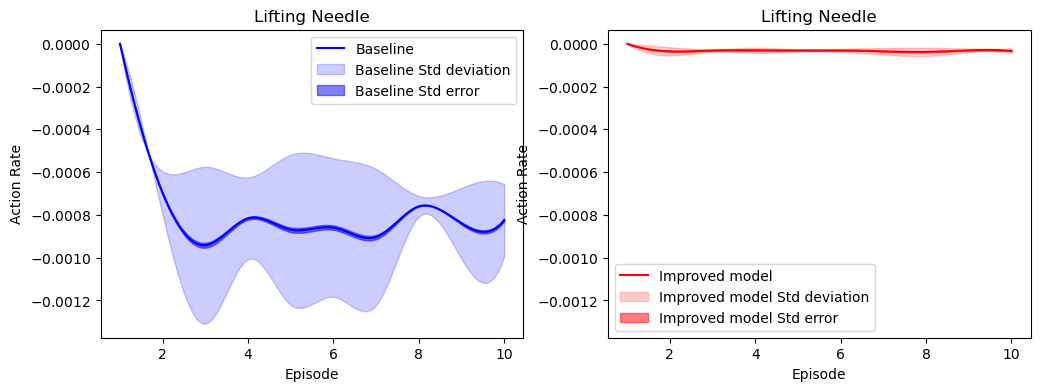 Lifting Needle
Baseline
Baseline Std deviation
Baseline Std error
0.0000
−0.0002
−0.0004
−0.0006
−0.0008
−0.0010
−0.0012
Action Rate
2
4
6
8
10
Episode
Lifting Needle
0.0000
−0.0002
−0.0004
−0.0006
−0.0008
−0.0010
−0.0012
Action Rate
Improved model
Improved model Std deviation
Improved model Std error
2
4
6
8
10
Episode